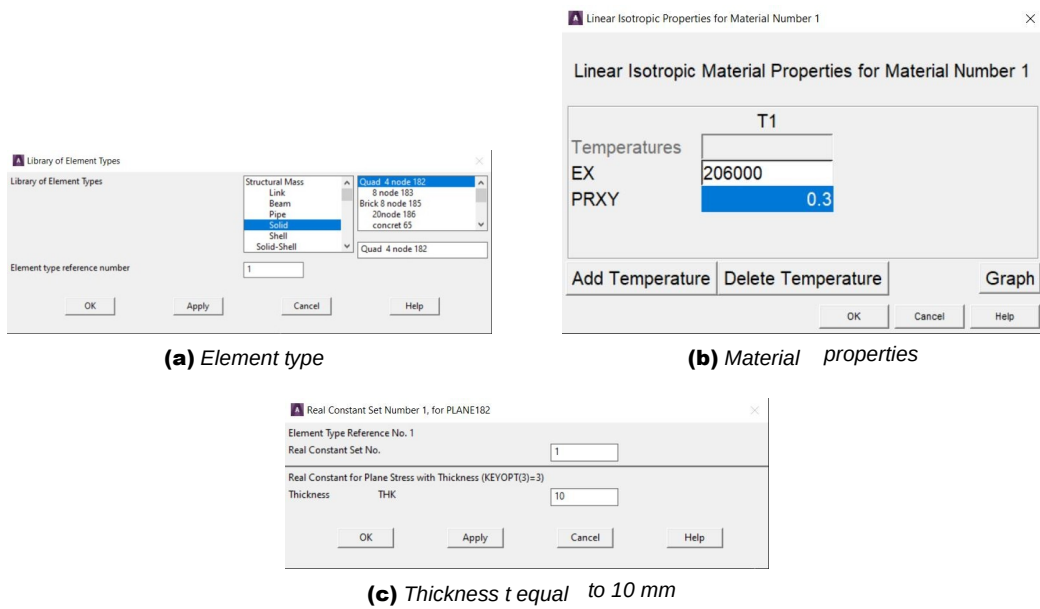 Library of Element Types
Library of Element Types
Structural Mass
Link
Beam
Pipe
Solid
Shell
Solid-Shell
Quad 4 node 182
8 node 183
Brick 8 node 185
20node 186
concret 65
Quad 4 node 182
Element type reference number
1
OK Apply Cancel Help
(a) Element type
Linear Isotropic Properties for Material Number 1
Linear Isotropic Material Properties for Material Number 1
T1
Temperatures
EX 206000
PRXY 0.3
Add Temperature Delete Temperature Graph
OK Cancel Help
(b) Material properties
Real Constant Set Number 1, for PLANE182
Element Type Reference No. 1
Real Constant Set No. 1
Real Constant for Plane Stress with Thickness (KEYOPT(3)=3)
Thickness THK 10
OK Apply Cancel Help
(c) Thickness t equal to 10 mm